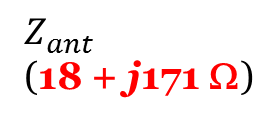 Z_ant
(18 + j171 Ω)